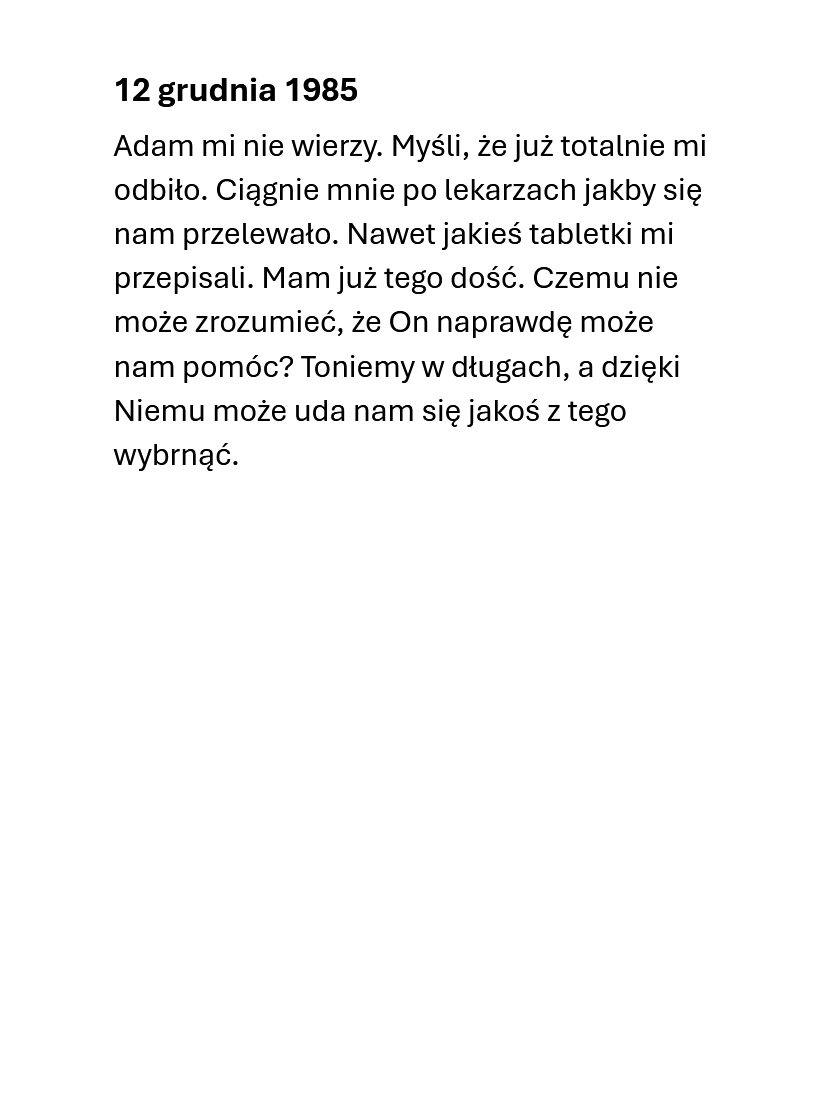 12 grudnia 1985
Adam mi nie wierzy. Myśli, że już totalnie mi
odbiło. Ciągnie mnie po lekarzach jakby się
nam przelewało. Nawet jakieś tabletki mi
przepisali. Mam już tego dość. Czemu nie
może zrozumieć, że On naprawdę może
nam pomóc? Toniemy w długach, a dzięki
Niemu może uda nam się jakoś z tego
wybrnąć.